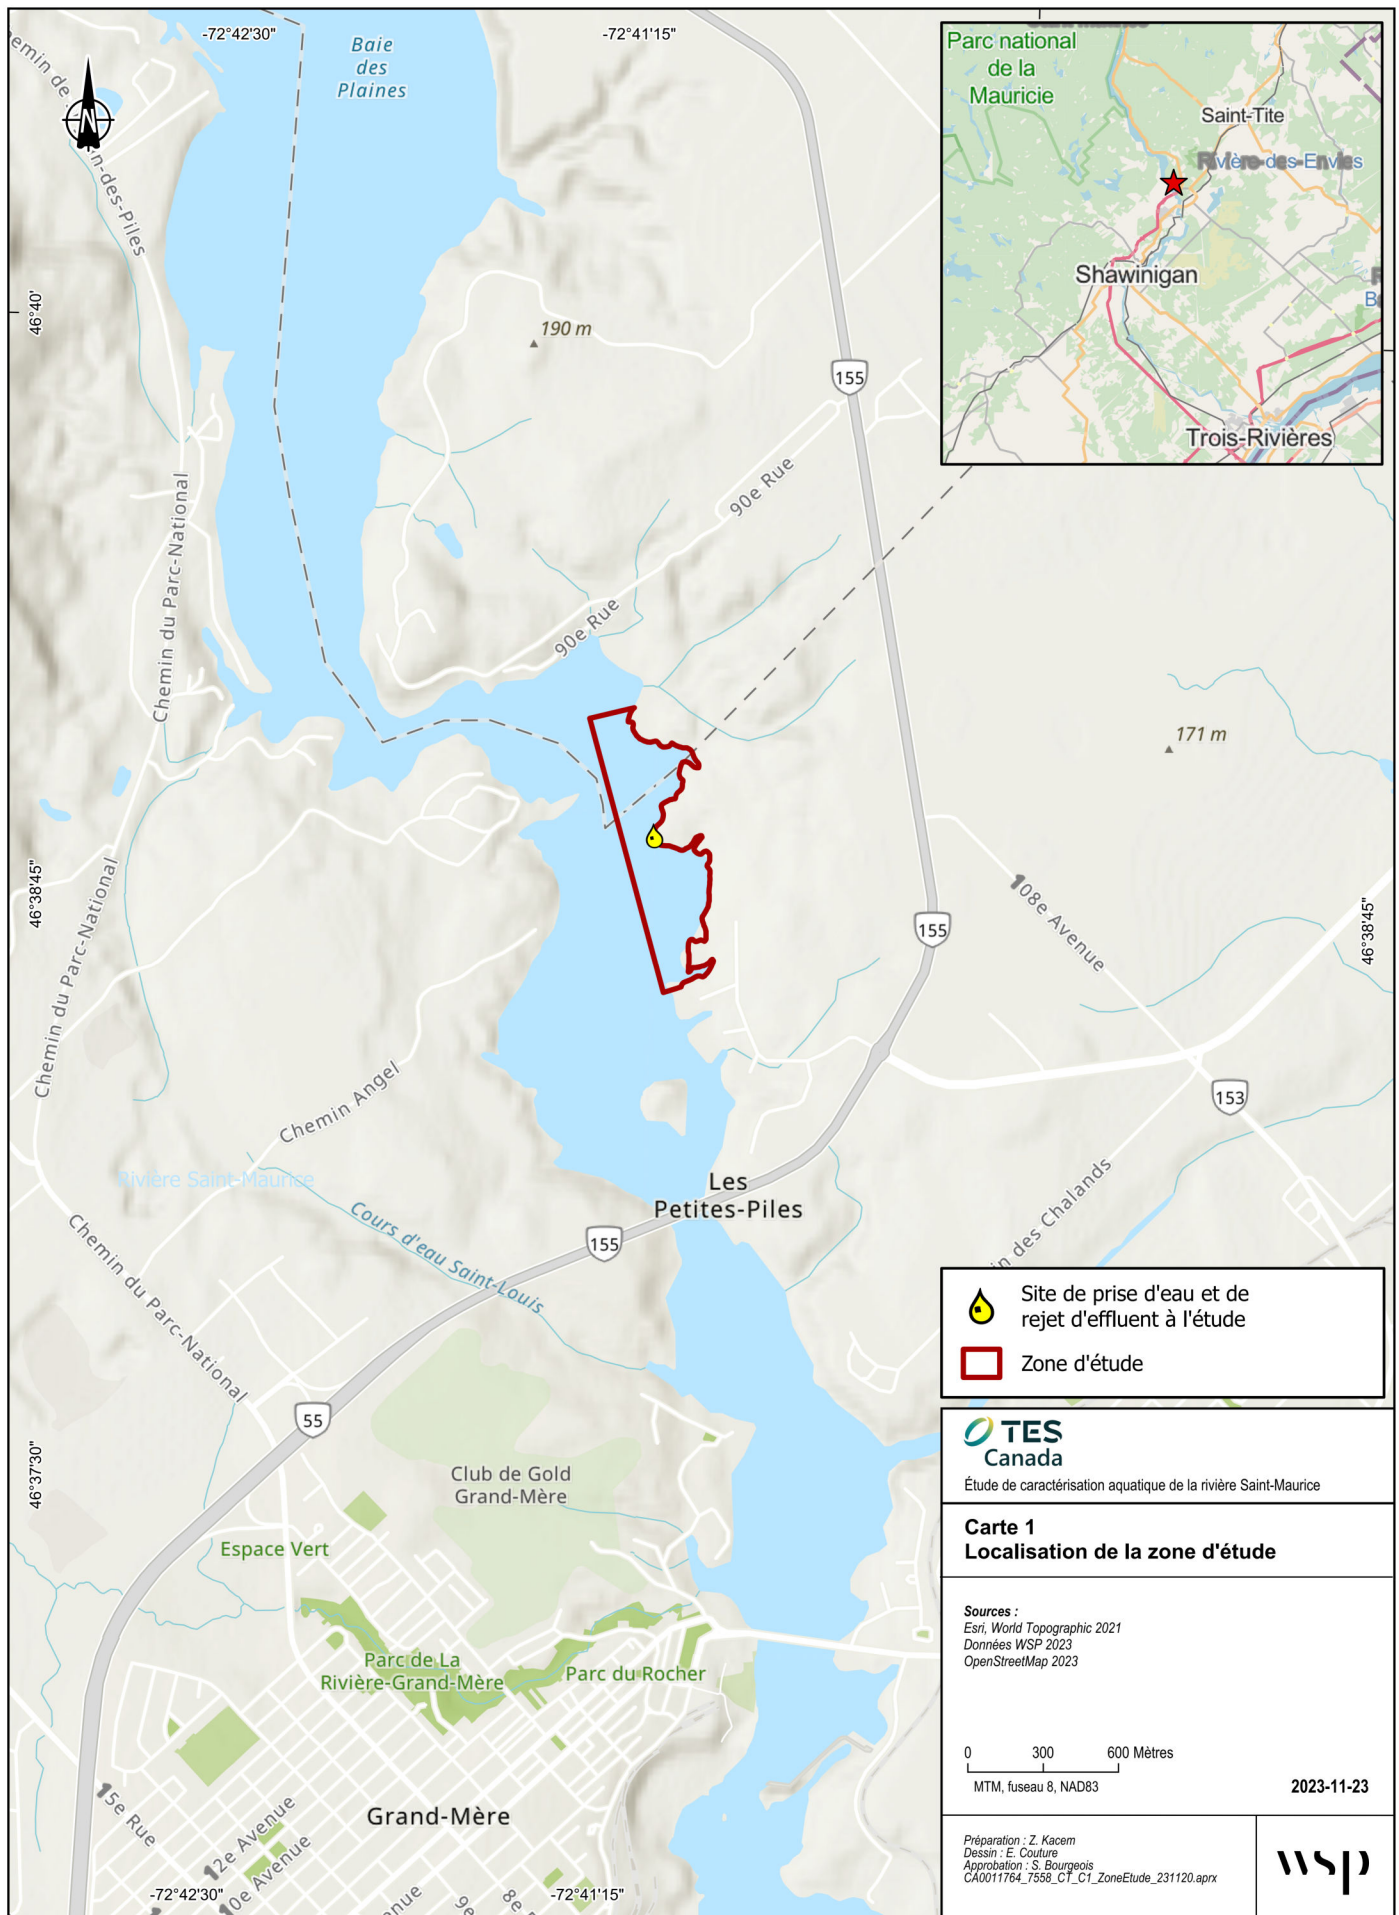 -72°42'30"
-72°41'15"
Baie
des
Plaines
N
Parc national
de la
Mauricie
Saint-Tite
Rivière-des-Envies
Shawinigan
Trois-Rivières
46°40'
190 m
155
90e Rue
Chemin du Parc-National
90e Rue
171 m
46°38'45"
155
108e Avenue
46°38'45"
Chemin du Parc-National
Chemin Angel
153
Rivière Saint-Maurice
Les
Petites-Piles
Cours d'eau Saint-Louis
155
Chemin du Parc-National
des Chalands
Site de prise d'eau et de
rejet d'effluent à l'étude
Zone d'étude
55
46°37'30"
Club de Gold
Grand-Mère
Espace Vert
Parc de La
Rivière-Grand-Mère
Parc du Rocher
Grand-Mère
15e Rue
12e Avenue
10e Avenue
9e
8e
-72°42'30"
-72°41'15"
TES
Canada
Étude de caractérisation aquatique de la rivière Saint-Maurice
Carte 1
Localisation de la zone d'étude
Sources :
Esri, World Topographic 2021
Données WSP 2023
OpenStreetMap 2023
0 300 600 Mètres
MTM, fuseau 8, NAD83
2023-11-23
Préparation : Z. Kacem
Dessin : E. Couture
Approbation : S. Bourgeois
CA0011764_7558_CT_C1_ZoneEtude_231120.aprx
wsp